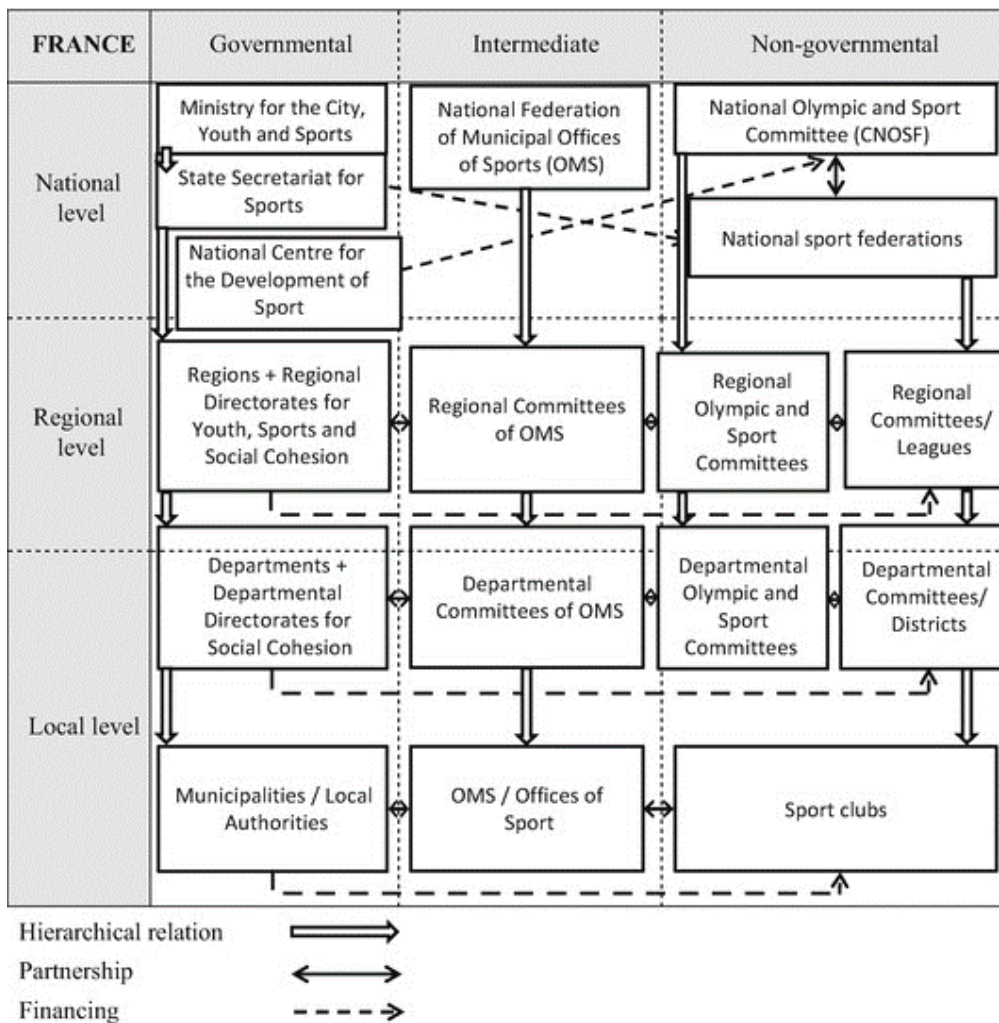 FRANCE
Governmental
Intermediate
Non-governmental
National
level
Ministry for the City,
Youth and Sports
State Secretariat for
Sports
National Centre for
the Development of
Sport
National Federation
of Municipal Offices
of Sports (OMS)
National Olympic and Sport
Committee (CNOSF)
National sport federations
Regional
level
Regions + Regional
Directorates for
Youth, Sports and
Social Cohesion
Regional Committees
of OMS
Regional
Olympic and
Sport
Committees
Regional
Committees/
Leagues
Local level
Departments +
Departmental
Directorates for
Social Cohesion
Departmental
Committees of OMS
Departmental
Olympic and
Sport
Committees
Departmental
Committees/
Districts
Municipalities / Local
Authorities
OMS / Offices of
Sport
Sport clubs
Hierarchical relation
Partnership
Financing